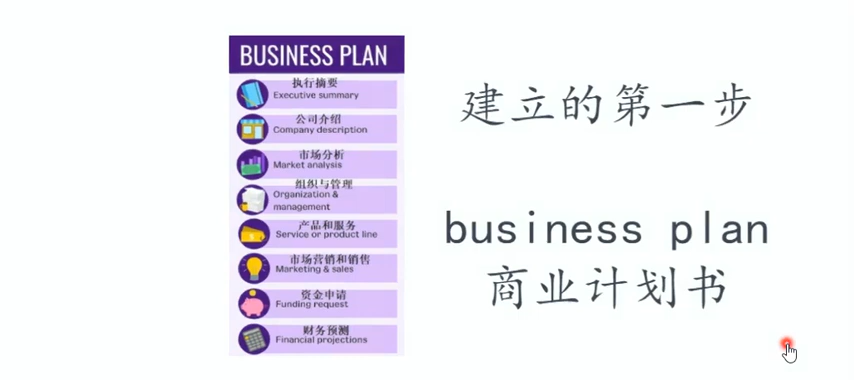 BUSINESS PLAN
执行摘要
Executive summary
公司介绍
Company description
市场分析
Market analysis
组织与管理
Organization &
management
产品和服务
Service or product line
市场营销和销售
Marketing & sales
资金申请
Funding request
财务预测
Financial projections
建立的第一步
business plan
商业计划书